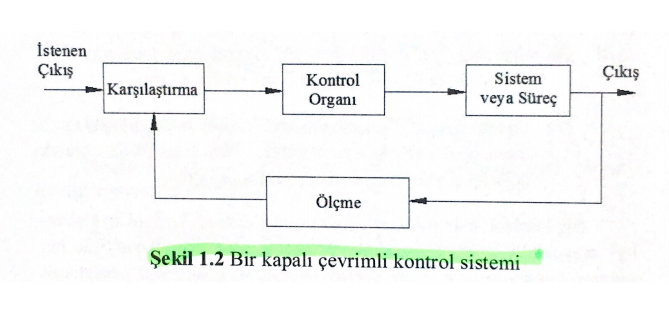 İstenen
Çıkış
Karşılaştırma
Kontrol
Organı
Sistem
veya Süreç
Çıkış
Ölçme
Şekil 1.2 Bir kapalı çevrimli kontrol sistemi